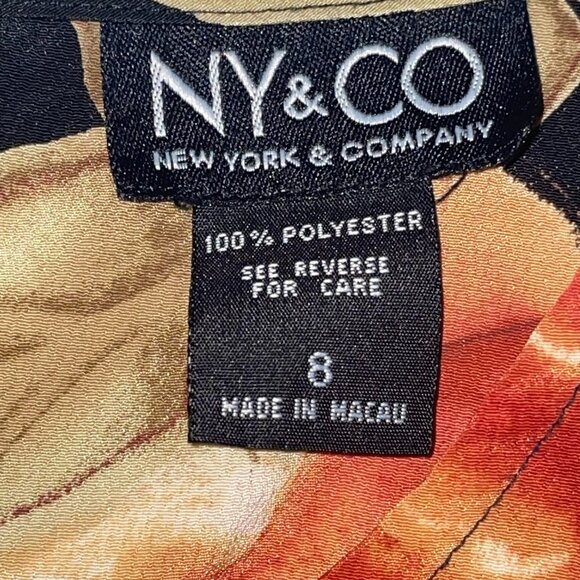 NY&CO
NEW YORK & COMPANY
100% POLYESTER
SEE REVERSE
FOR CARE
8
MADE IN MACAU